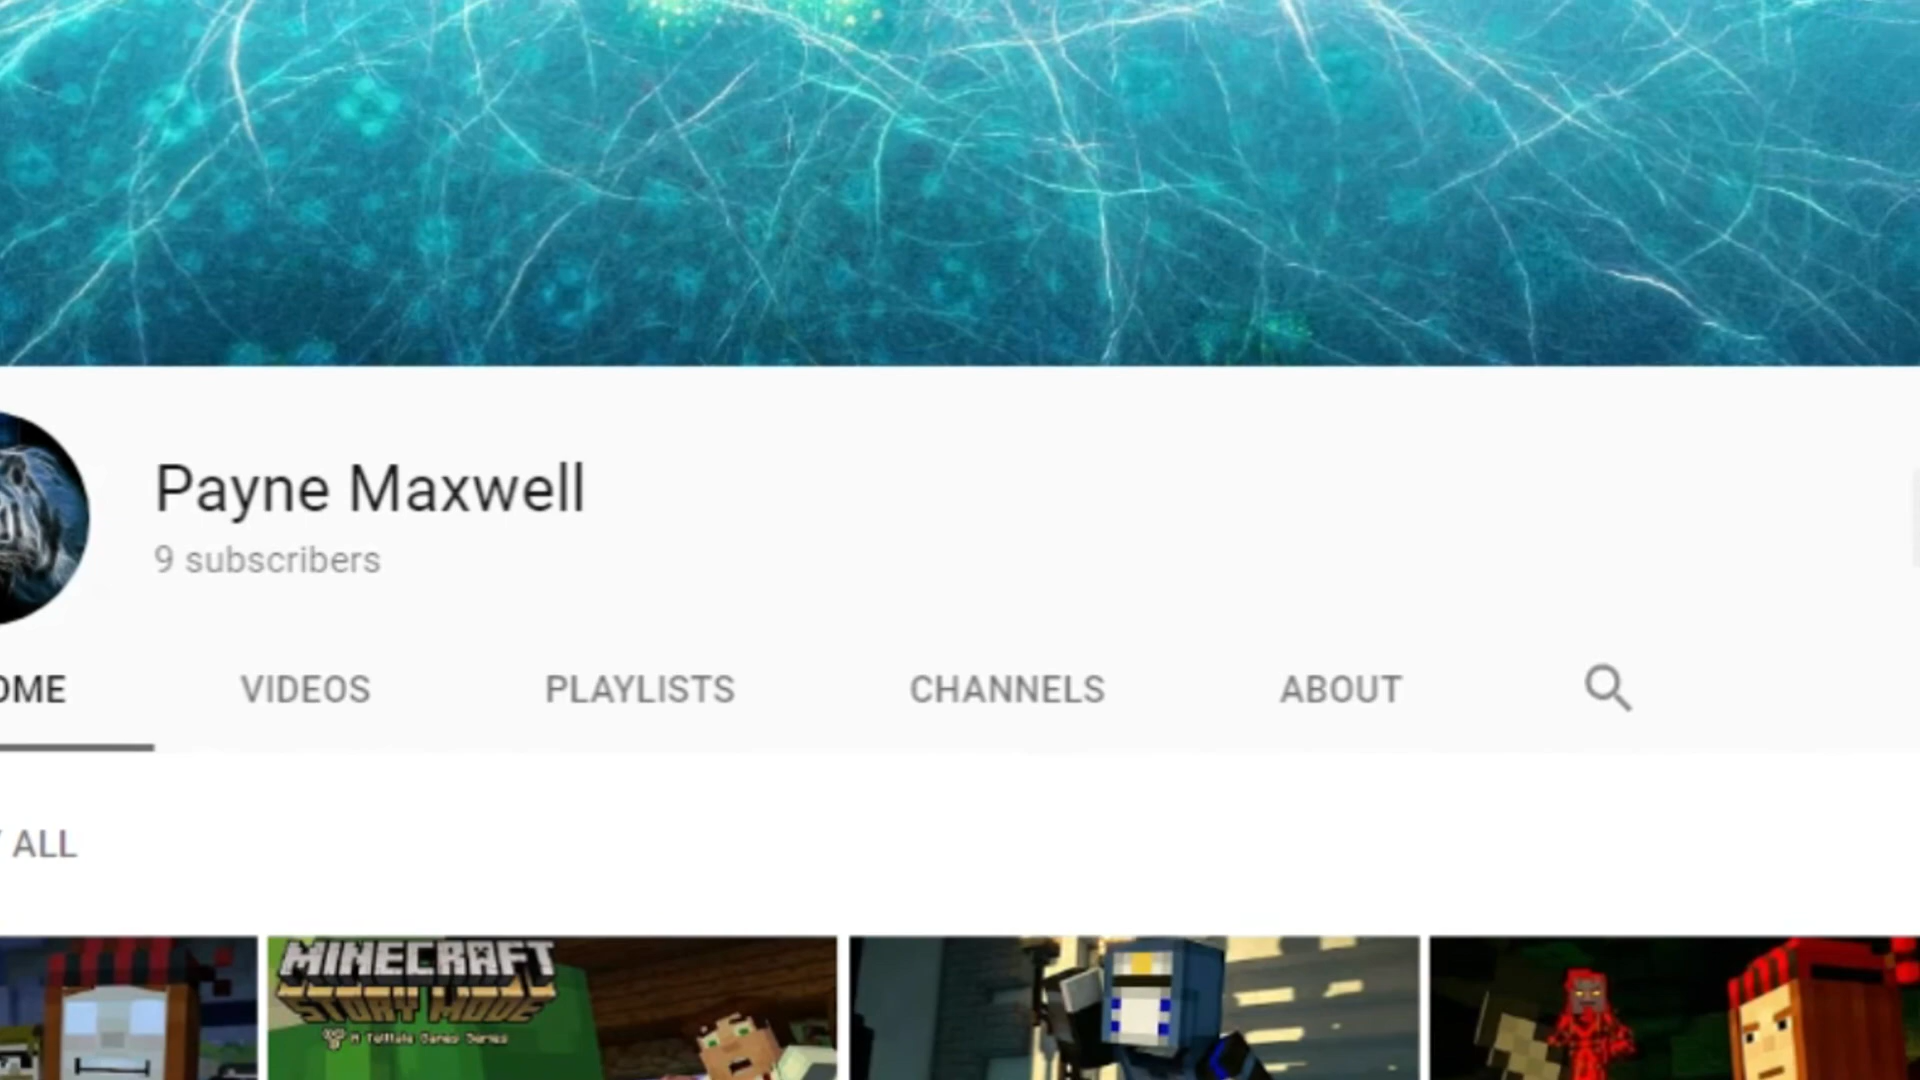 Payne Maxwell
9 subscribers
OME VIDEOS PLAYLISTS CHANNELS ABOUT
ALL
MINECRAFT
STORY MODE
A Telltale Games Series